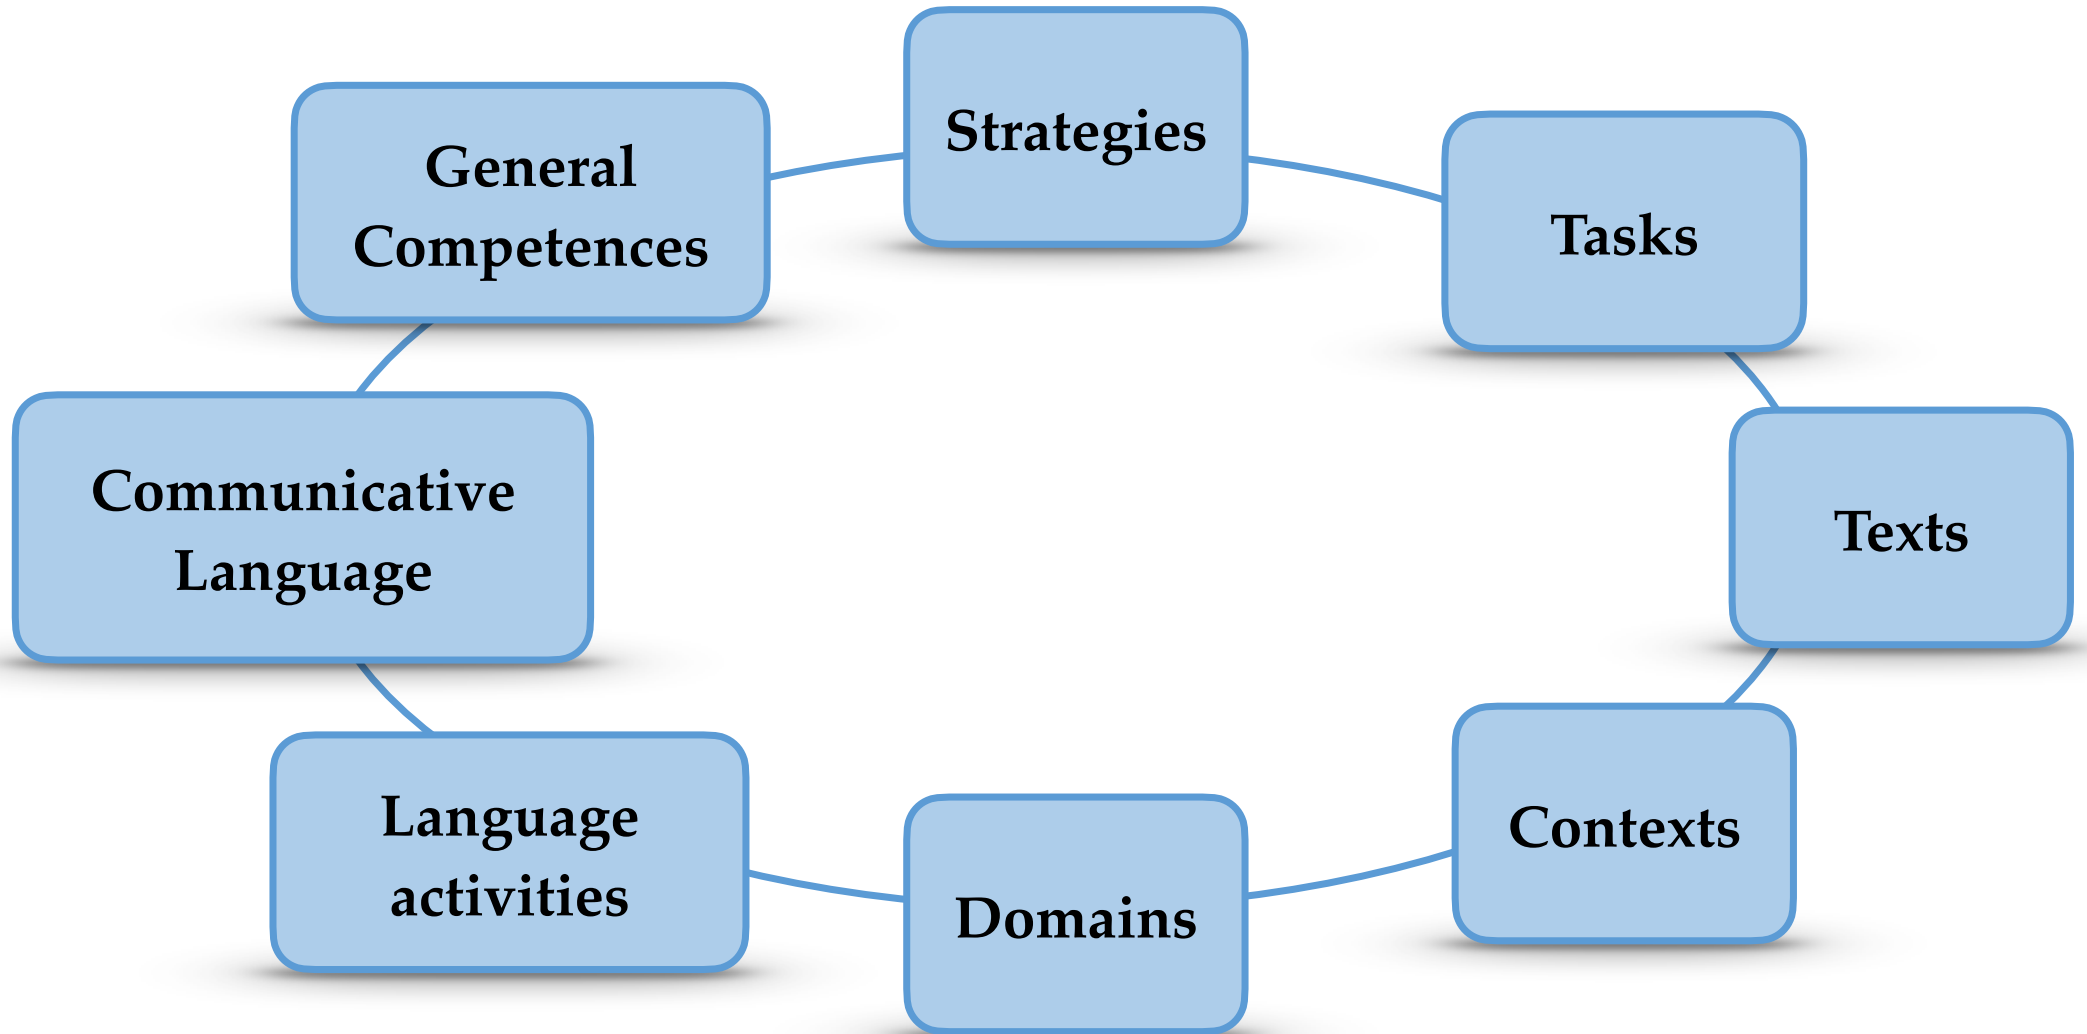 Strategies
General
Competences
Tasks
Communicative
Language
Texts
Language
activities
Contexts
Domains